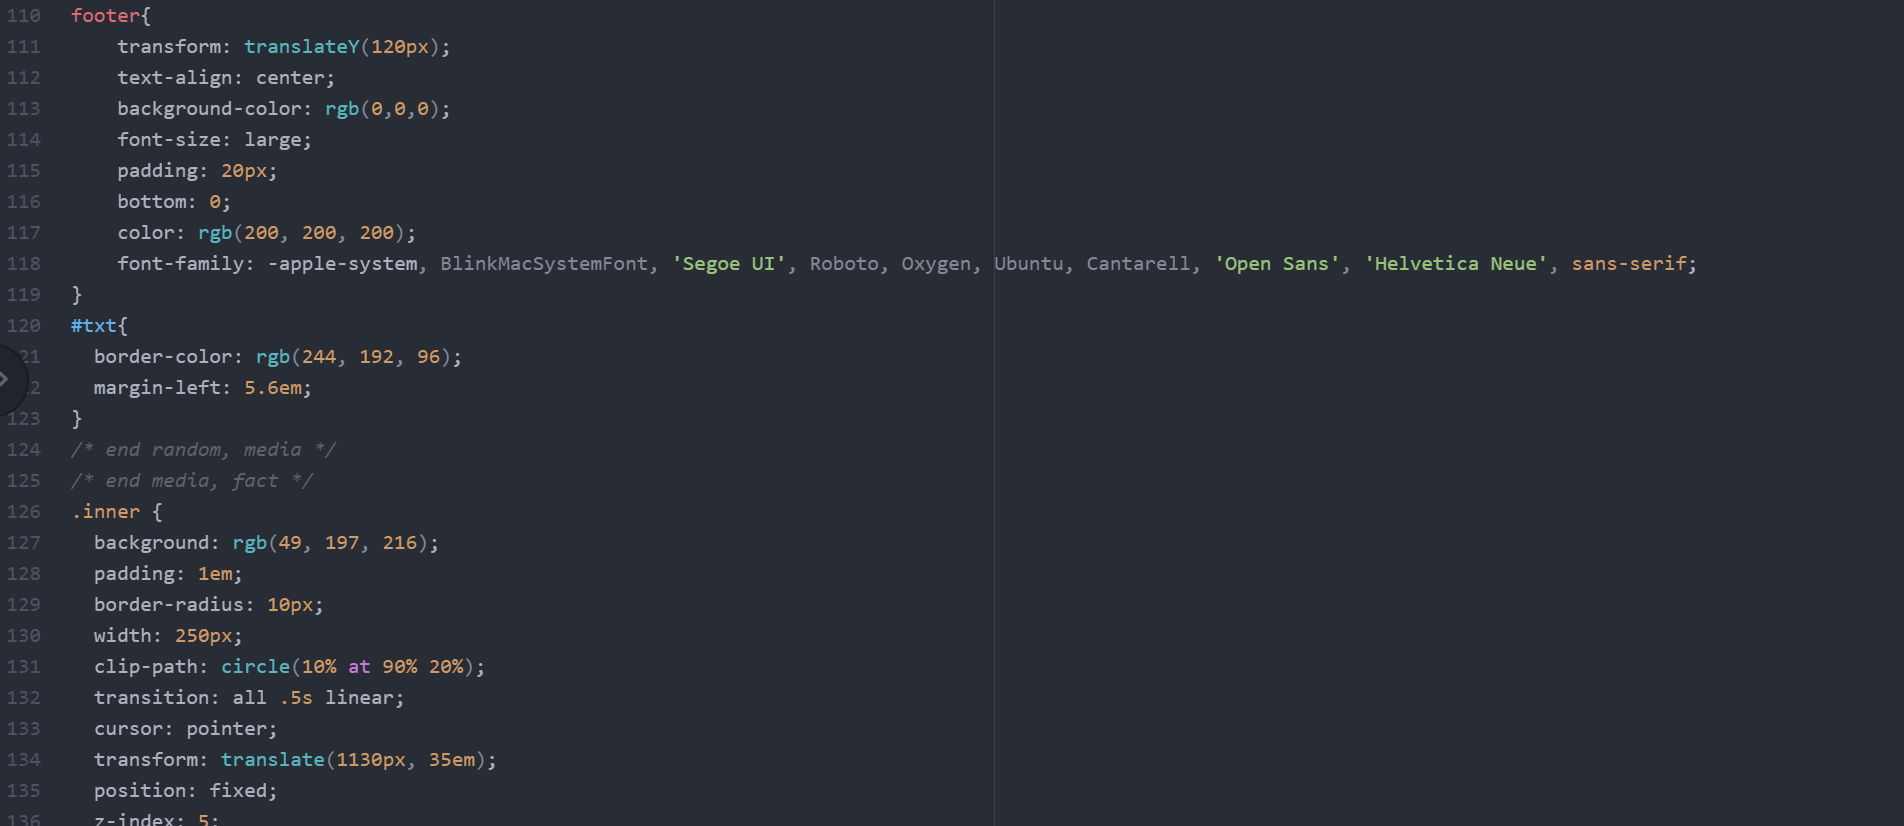 110 footer{
111 transform: translateY(120px);
112 text-align: center;
113 background-color: rgb(0,0,0);
114 font-size: large;
115 padding: 20px;
116 bottom: 0;
117 color: rgb(200, 200, 200);
118 font-family: -apple-system, BlinkMacSystemFont, 'Segoe UI', Roboto, Oxygen, Ubuntu, Cantarell, 'Open Sans', 'Helvetica Neue', sans-serif;
119 }
120 #txt{
21 border-color: rgb(244, 192, 96);
2 margin-left: 5.6em;
123 }
124 /* end random, media */
125 /* end media, fact */
126 .inner {
127 background: rgb(49, 197, 216);
128 padding: 1em;
129 border-radius: 10px;
130 width: 250px;
131 clip-path: circle(10% at 90% 20%);
132 transition: all .5s linear;
133 cursor: pointer;
134 transform: translate(1130px, 35em);
135 position: fixed;
136 z-index: 5;